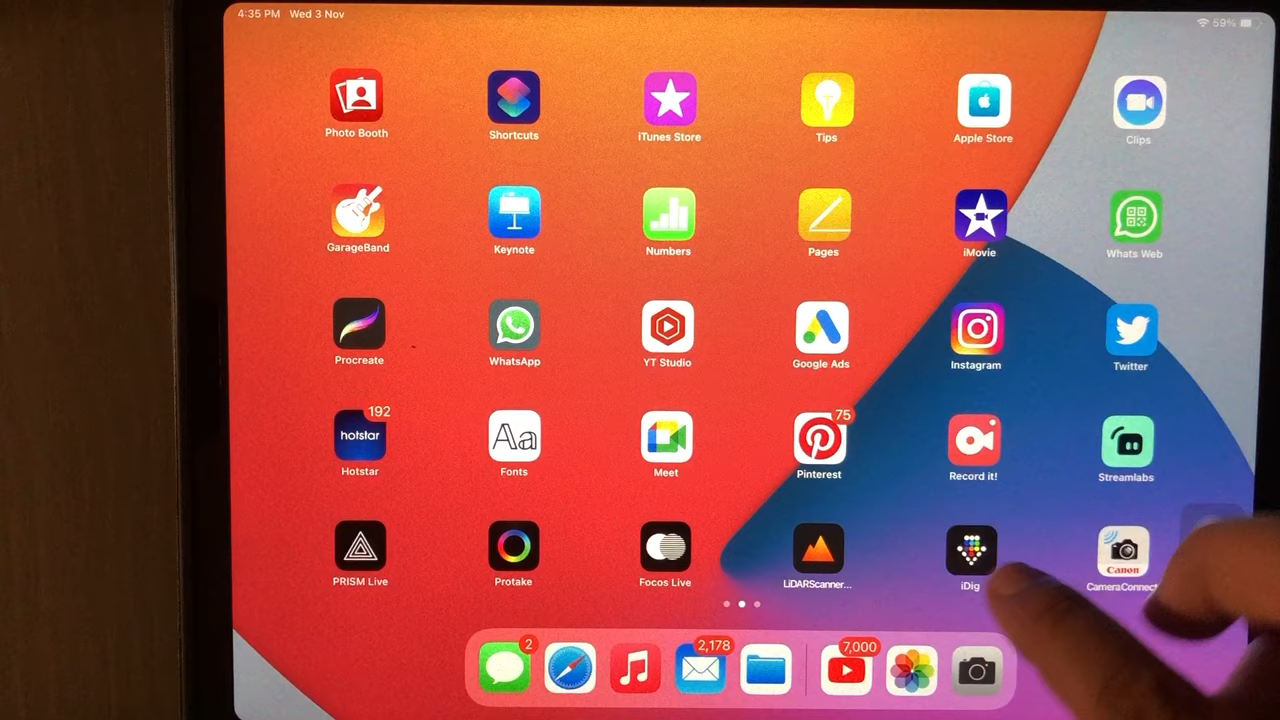 4:35 PM Wed 3 Nov
59%
Photo Booth
Shortcuts
iTunes Store
Tips
Apple Store
Clips
GarageBand
Keynote
Numbers
Pages
iMovie
Whats Web
Procreate
WhatsApp
YT Studio
Google Ads
Instagram
Twitter
192
75
hotstar
Aa
Hotstar
Fonts
Meet
Pinterest
Record it!
Streamlabs
Canon
PRISM Live
Protake
Focos Live
LiDARScanner...
iDig
CameraConnect
2
2,178
7,000